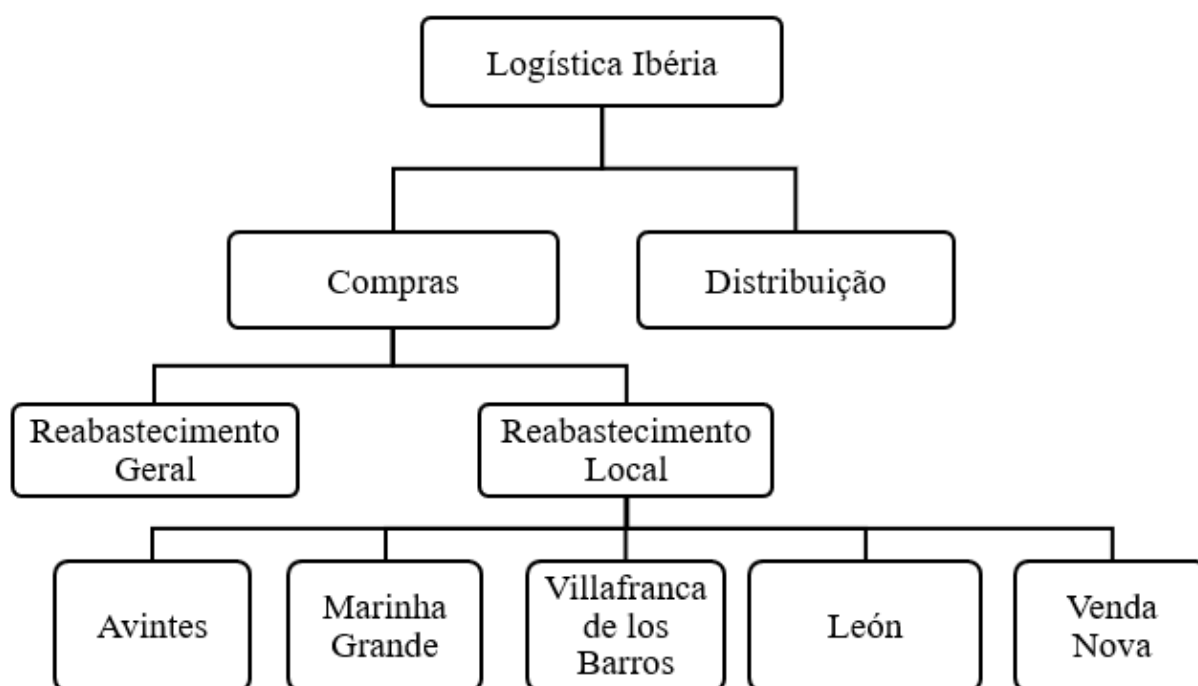 Logística Ibéria
Compras
Distribuição
Reabastecimento
Geral
Reabastecimento
Local
Avintes
Marinha
Grande
Villafranca
de los
Barros
León
Venda
Nova